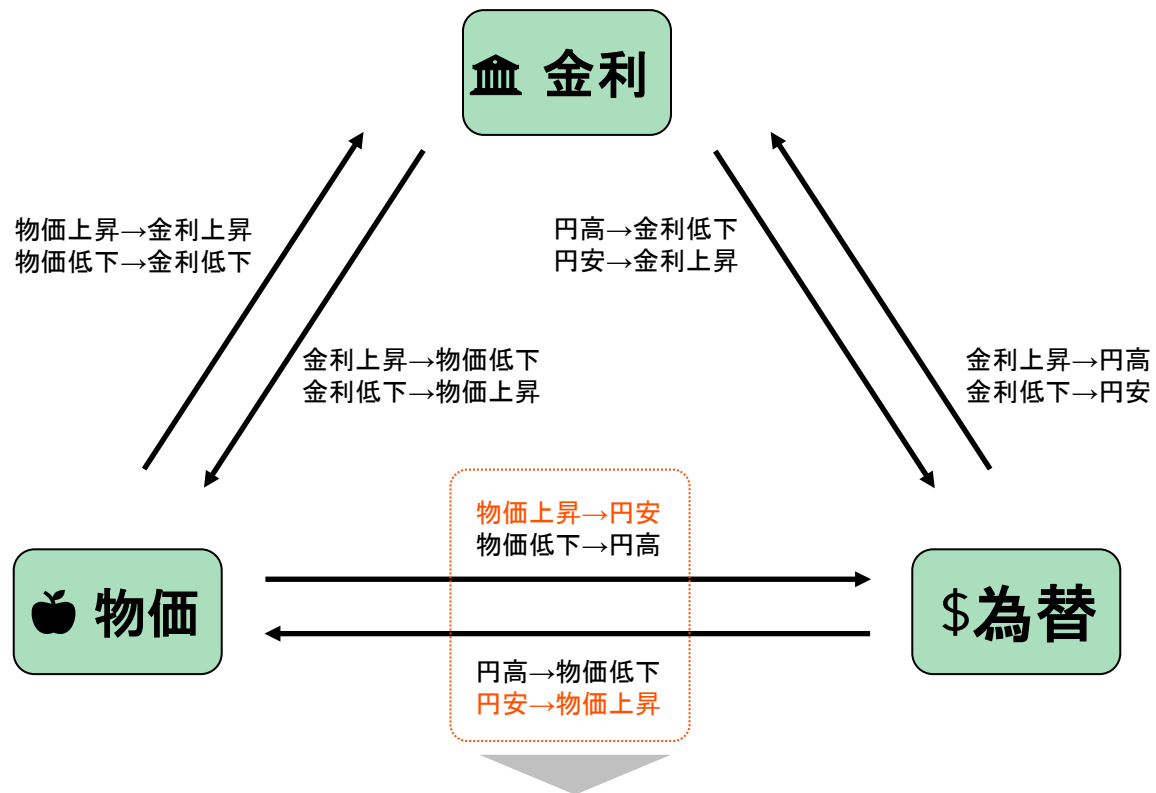 金利
物価上昇→金利上昇
物価低下→金利低下
円高→金利低下
円安→金利上昇
金利上昇→物価低下
金利低下→物価上昇
金利上昇→円高
金利低下→円安
物価上昇→円安
物価低下→円高
物価
$為替
円高→物価低下
円安→物価上昇